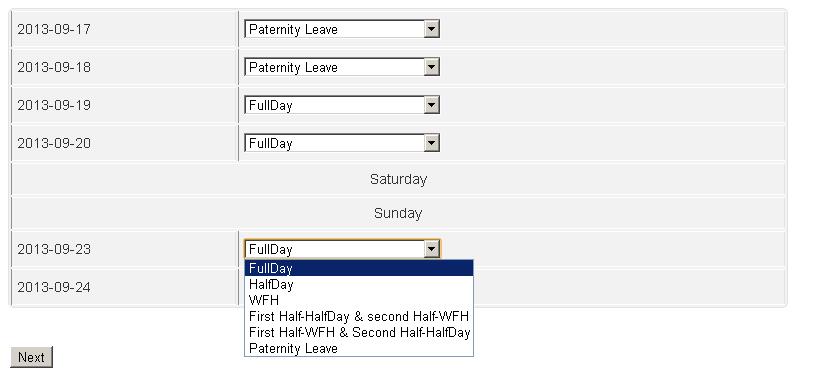 2013-09-17 Paternity Leave
2013-09-18 Paternity Leave
2013-09-19 FullDay
2013-09-20 FullDay
Saturday
Sunday
2013-09-23 FullDay
FullDay
2013-09-24
HalfDay
WFH
First Half-HalfDay & second Half-WFH
First Half-WFH & Second Half-HalfDay
Paternity Leave
Next